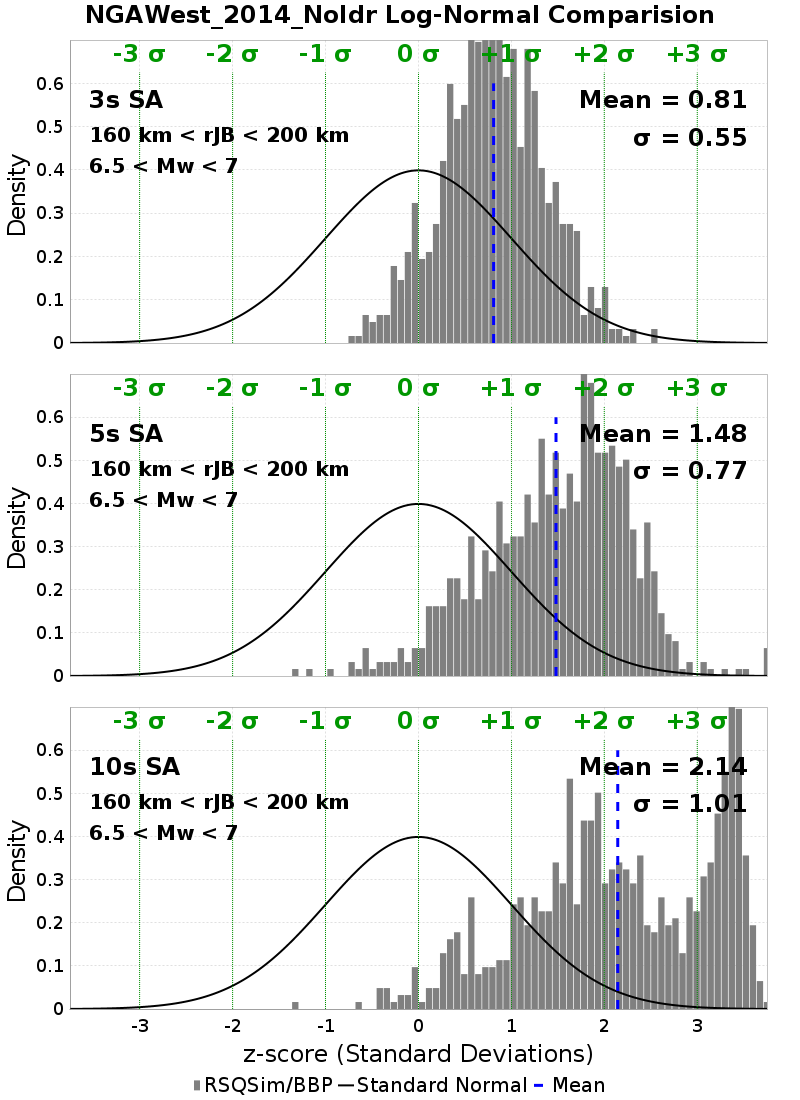 NGAWest_2014_NoIdr Log-Normal Comparision
-3 σ -2 σ -1 σ 0 σ +1 σ +2 σ +3 σ
3s SA Mean = 0.81
160 km < rJB < 200 km σ = 0.55
6.5 < Mw < 7
Density
0.6
0.5
0.4
0.3
0.2
0.1
0
-3 σ -2 σ -1 σ 0 σ +1 σ +2 σ +3 σ
5s SA Mean = 1.48
160 km < rJB < 200 km σ = 0.77
6.5 < Mw < 7
Density
0.6
0.5
0.4
0.3
0.2
0.1
0
-3 σ -2 σ -1 σ 0 σ +1 σ +2 σ +3 σ
10s SA Mean = 2.14
160 km < rJB < 200 km σ = 1.01
6.5 < Mw < 7
Density
0.6
0.5
0.4
0.3
0.2
0.1
0
-3 -2 -1 0 1 2 3
z-score (Standard Deviations)
RSQSim/BBP Standard Normal Mean